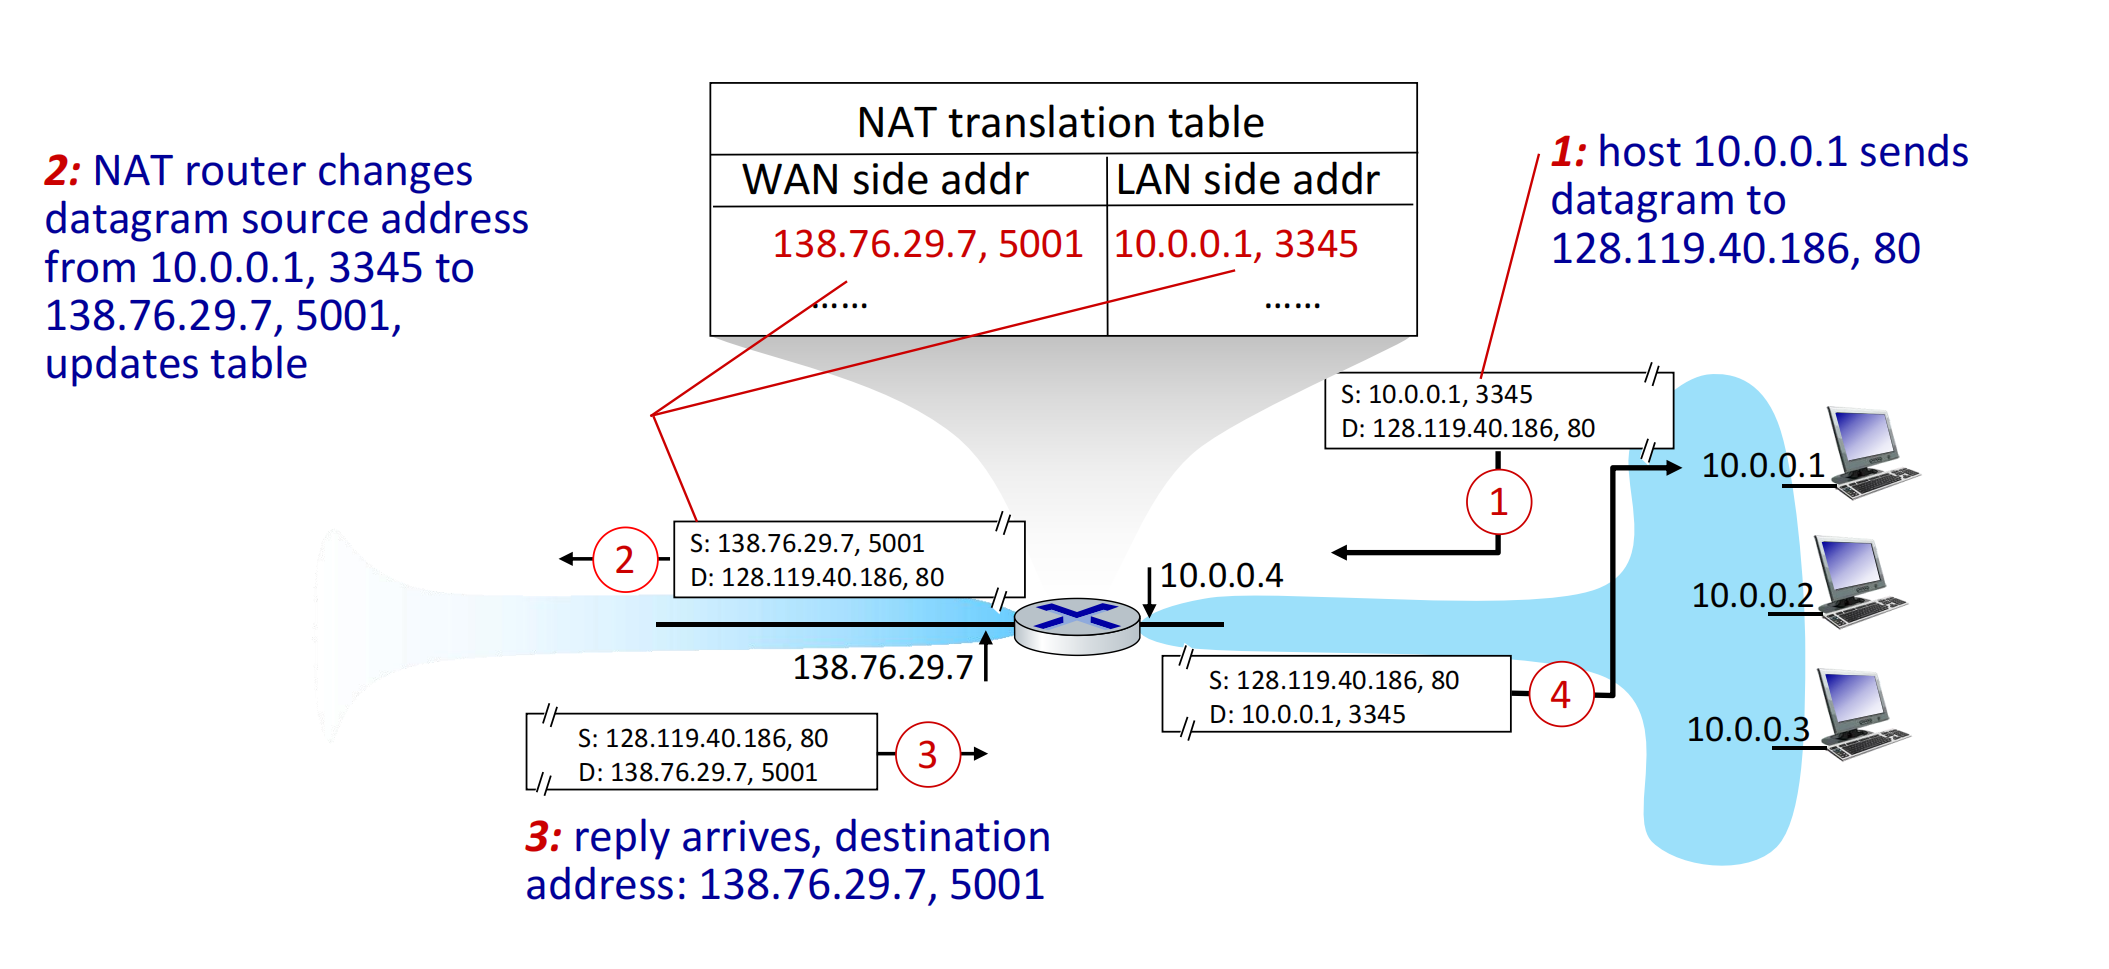 NAT translation table
WAN side addr LAN side addr
138.76.29.7, 5001 10.0.0.1, 3345
...... ......
2: NAT router changes
datagram source address
from 10.0.0.1, 3345 to
138.76.29.7, 5001,
updates table
1: host 10.0.0.1 sends
datagram to
128.119.40.186, 80
S: 10.0.0.1, 3345
D: 128.119.40.186, 80
1
10.0.0.1
2
S: 138.76.29.7, 5001
D: 128.119.40.186, 80
10.0.0.4
10.0.0.2
138.76.29.7
S: 128.119.40.186, 80
D: 10.0.0.1, 3345
4
10.0.0.3
S: 128.119.40.186, 80
D: 138.76.29.7, 5001
3
3: reply arrives, destination
address: 138.76.29.7, 5001